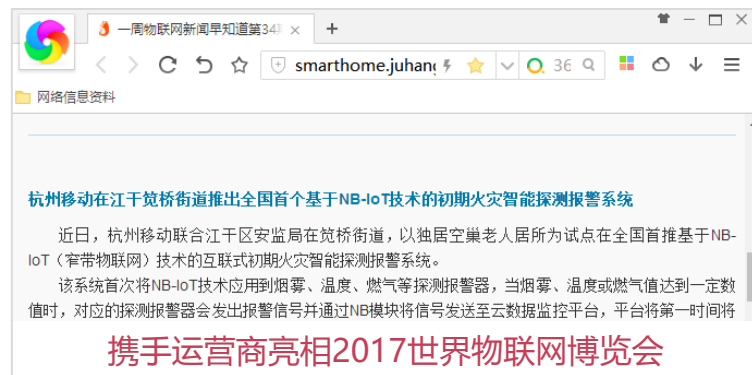 一周物联网新闻早知道第34
smarthome.juhang
36
网络信息资料
杭州移动在江干笕桥街道推出全国首个基于NB-IoT技术的初期火灾智能探测报警系统
近日，杭州移动联合江干区安监局在笕桥街道，以独居空巢老人居所为试点在全国首推基于NB-
IoT（窄带物联网）技术的互联式初期火灾智能探测报警系统。
该系统首次将NB-IoT技术应用到烟雾、温度、燃气等探测报警器，当烟雾、温度或燃气值达到一定数
值时，对应的探测报警器会发出报警信号并通过NB模块将信号发送至云数据监控平台，平台将第一时间将
携手运营商亮相2017世界物联网博览会